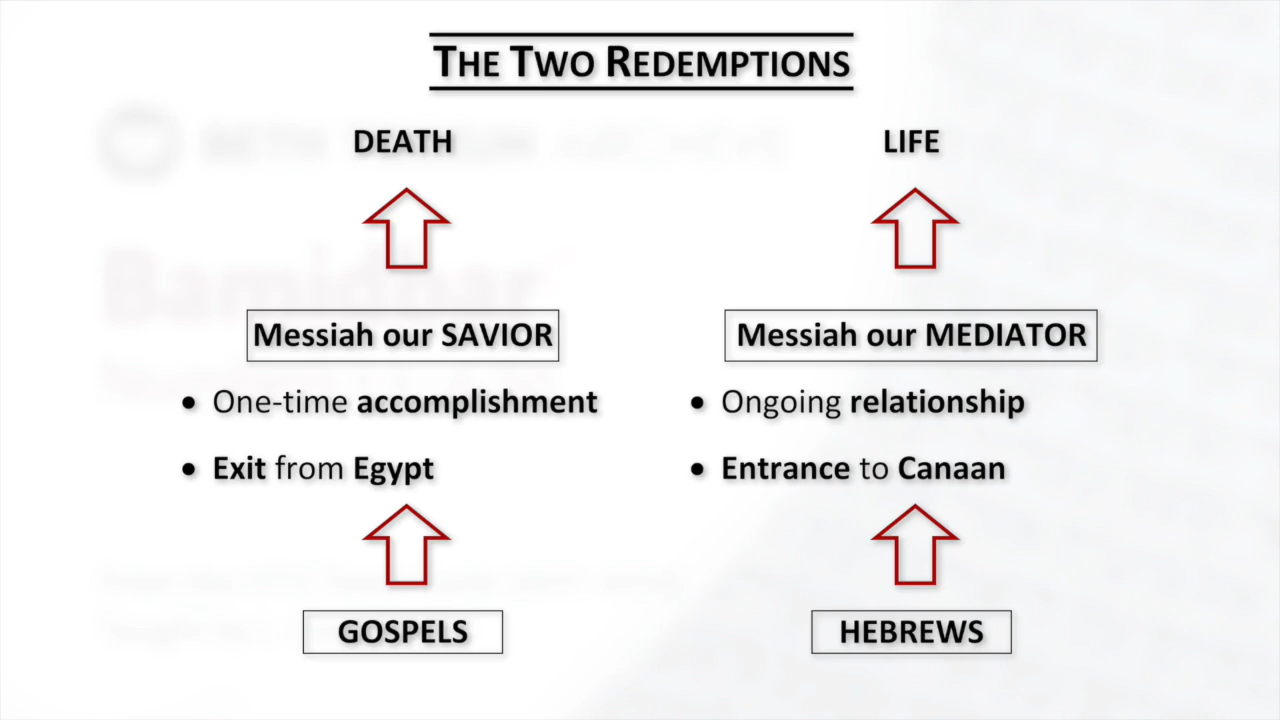 THE TWO REDEMPTIONS
DEATH
LIFE
Messiah our SAVIOR
Messiah our MEDIATOR
• One-time accomplishment
• Ongoing relationship
• Exit from Egypt
• Entrance to Canaan
GOSPELS
HEBREWS
Bamidbar